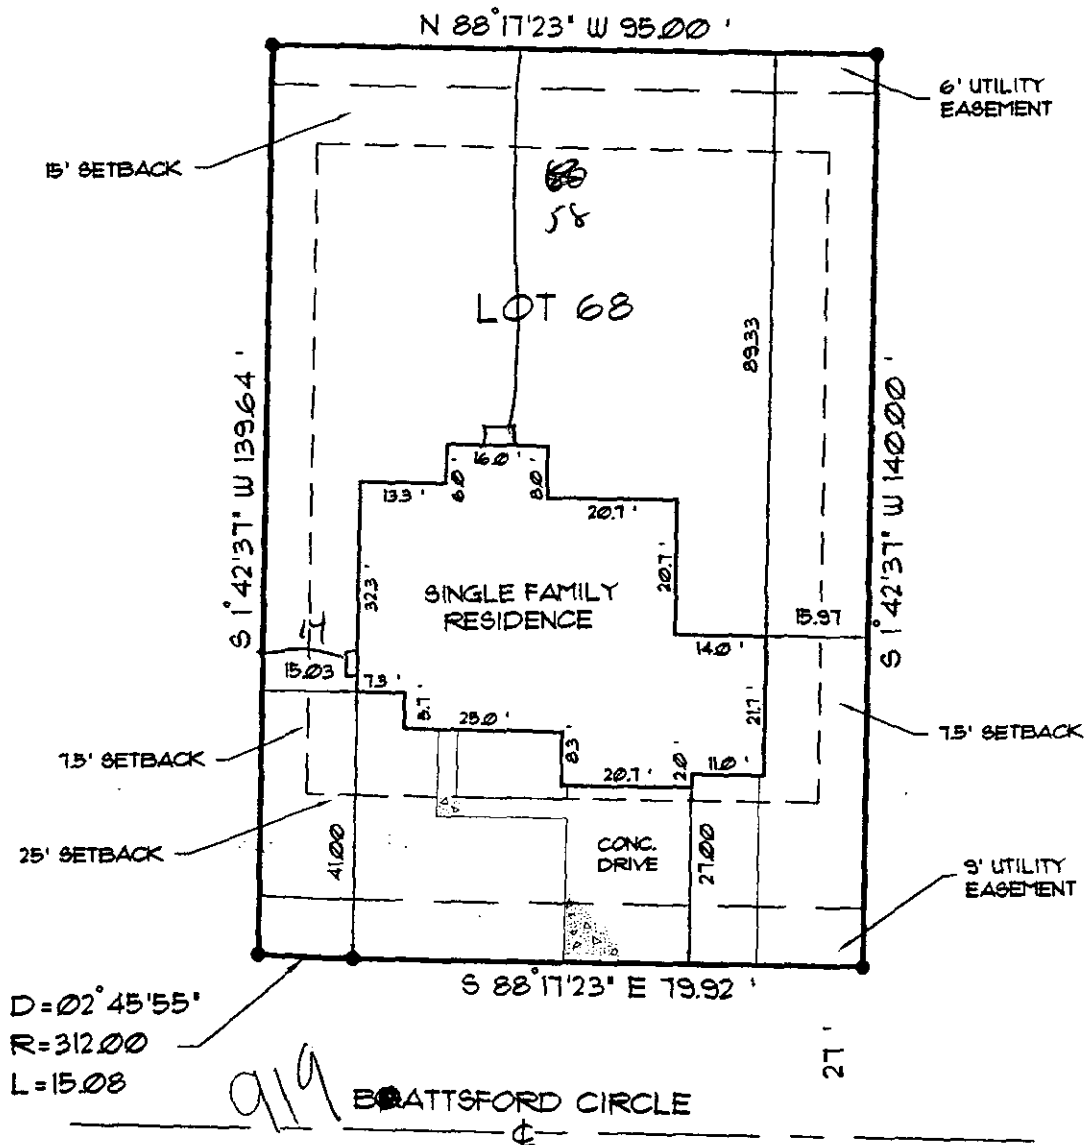 N 88°17'23" W 95.00 '
6' UTILITY
EASEMENT
15' SETBACK
58
LOT 68
89.33
S 1°42'37" W 139.64 '
S 1°42'37" W 140.00 '
16.0 '
13.3 '
6.0 '
8.0 '
20.7 '
32.3 '
SINGLE FAMILY
RESIDENCE
20.7 '
14
15.03
15.97
14.0 '
7.3 '
5.7 '
25.0 '
21.7 '
7.5' SETBACK
7.5' SETBACK
8.3 '
20.7 '
2.0 '
11.0 '
25' SETBACK
41.00
CONC.
DRIVE
27.00
9' UTILITY
EASEMENT
S 88°17'23" E 79.92 '
D=02°45'55"
R=312.00
L=15.08
27 '
919
ATTSFORD CIRCLE